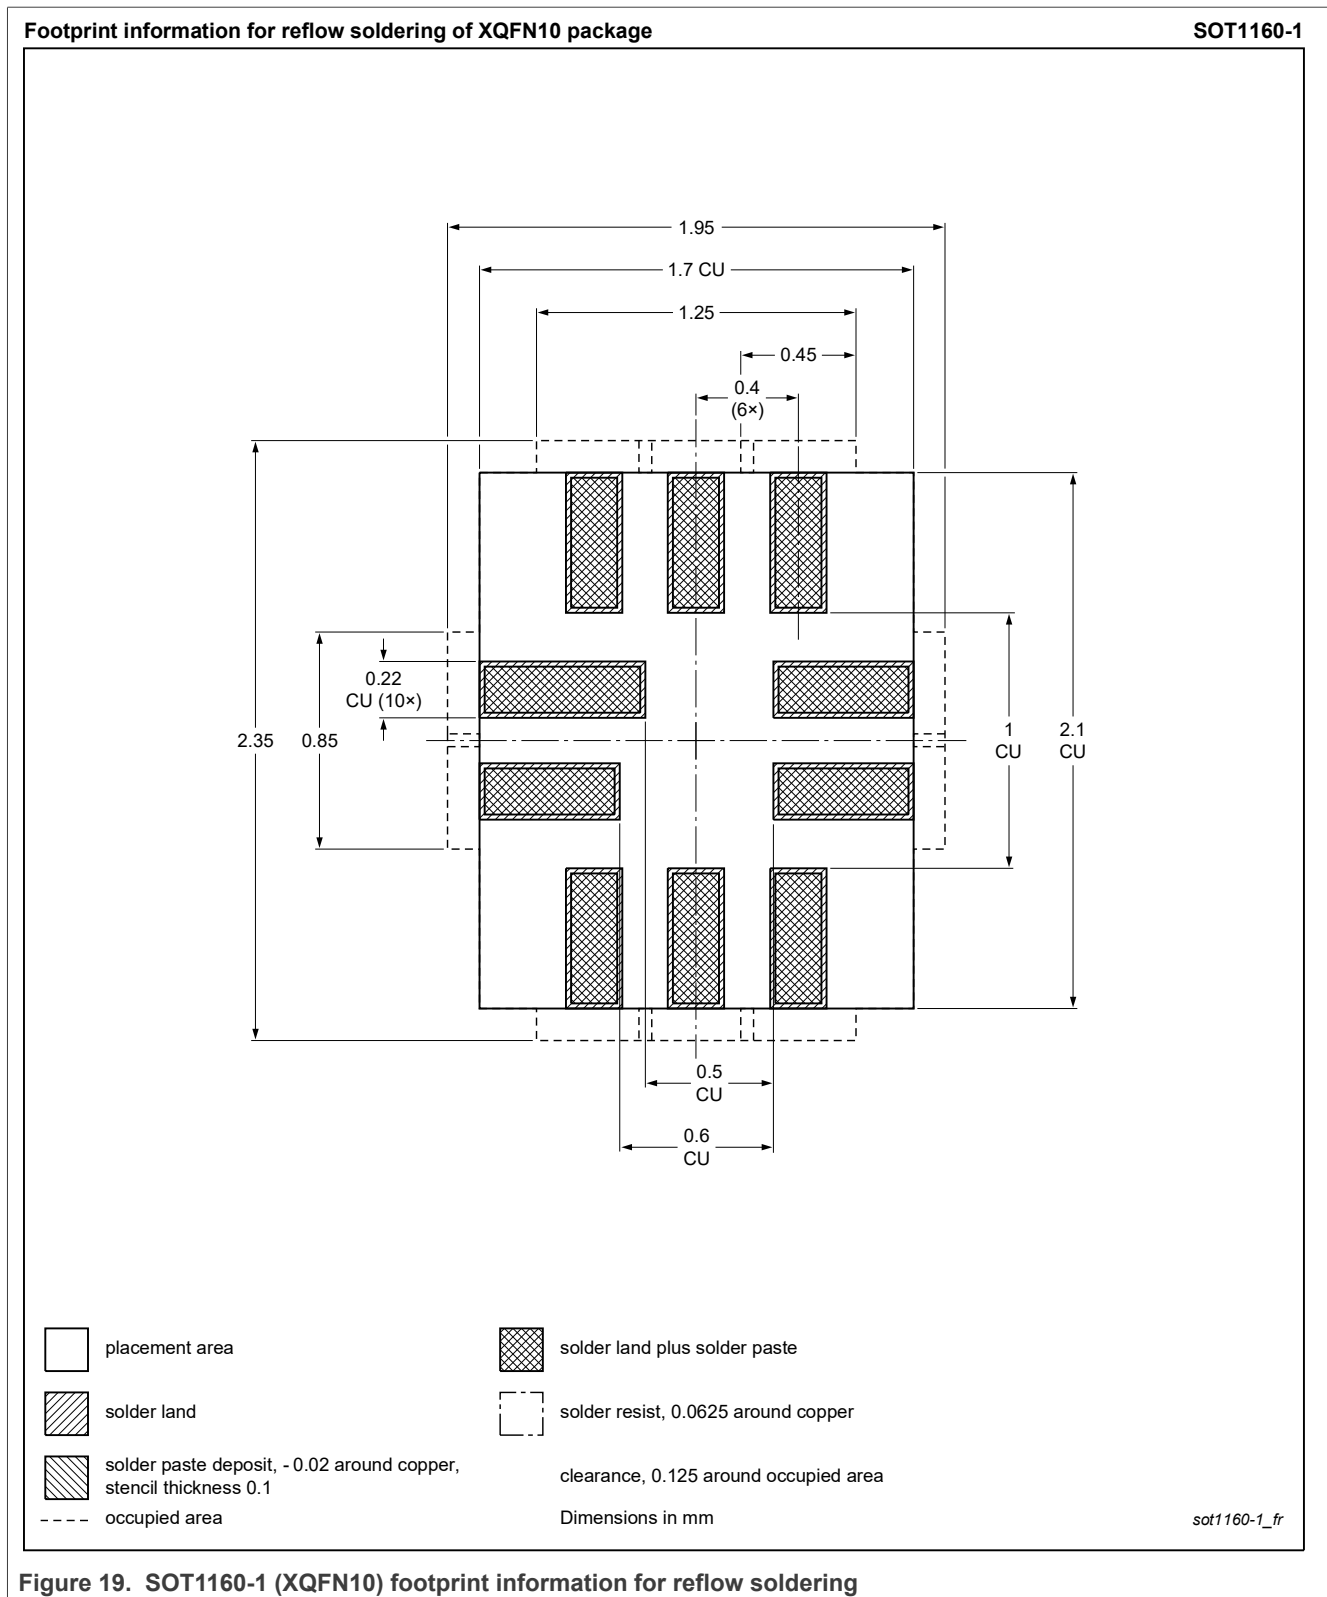 Footprint information for reflow soldering of XQFN10 package
SOT1160-1
1.95
1.7 CU
1.25
0.45
0.4
(6×)
0.22
CU (10×)
2.35
0.85
1
CU
2.1
CU
0.5
CU
0.6
CU
placement area
solder land plus solder paste
solder land
solder resist, 0.0625 around copper
solder paste deposit, - 0.02 around copper,
stencil thickness 0.1
clearance, 0.125 around occupied area
occupied area
Dimensions in mm
sot1160-1_fr
Figure 19. SOT1160-1 (XQFN10) footprint information for reflow soldering